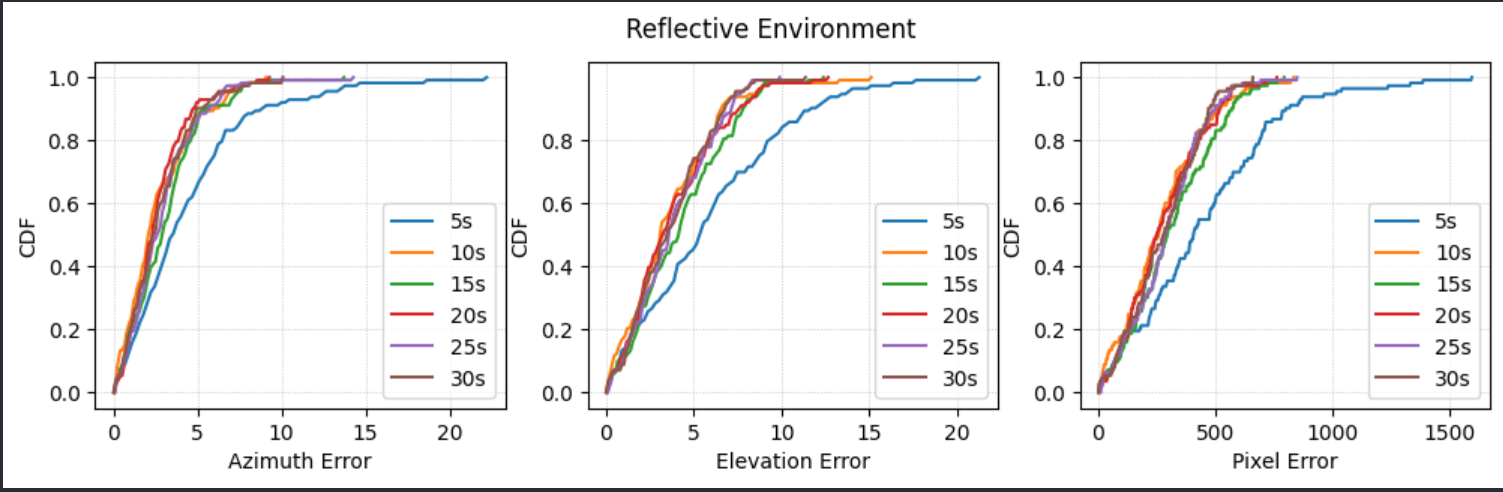 Reflective Environment
CDF
1.0
0.8
0.6
0.4
0.2
0.0
0 5 10 15 20
Azimuth Error
5s
10s
15s
20s
25s
30s
CDF
1.0
0.8
0.6
0.4
0.2
0.0
0 5 10 15 20
Elevation Error
5s
10s
15s
20s
25s
30s
CDF
1.0
0.8
0.6
0.4
0.2
0.0
0 500 1000 1500
Pixel Error
5s
10s
15s
20s
25s
30s